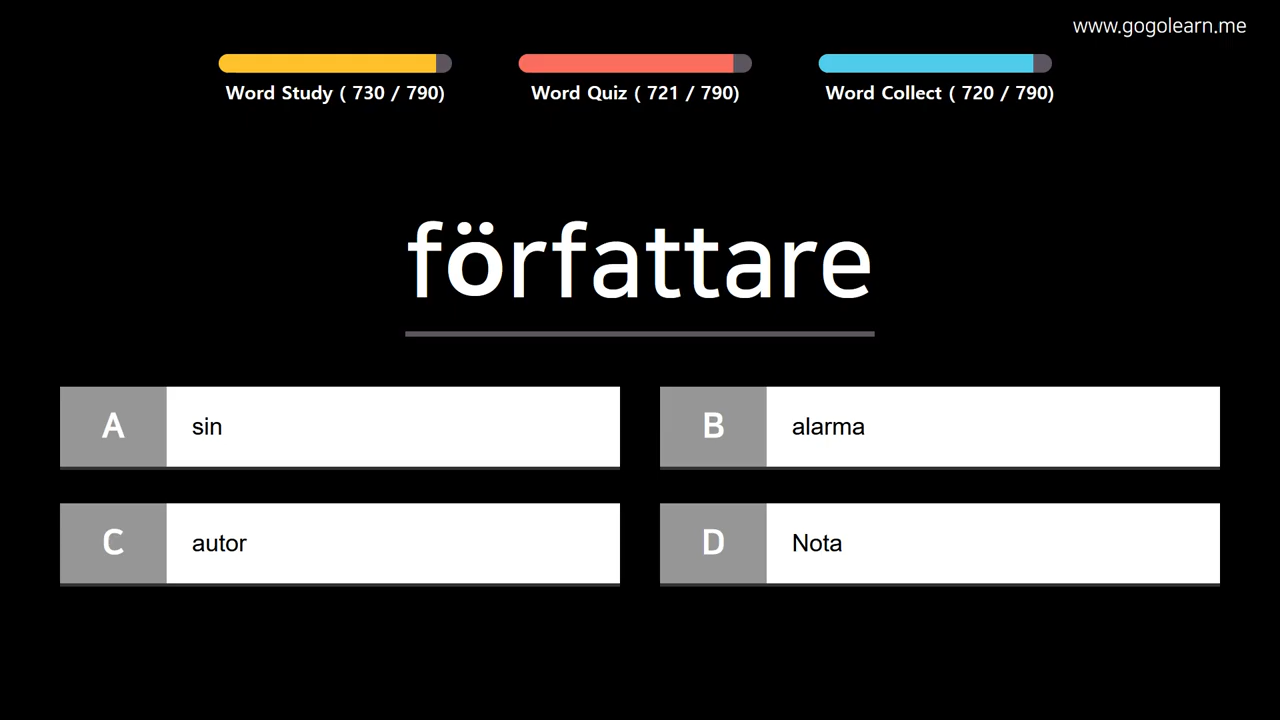 www.gogolearn.me
Word Study ( 730 / 790)
Word Quiz ( 721 / 790)
Word Collect ( 720 / 790)
författare
A sin
B alarma
C autor
D Nota